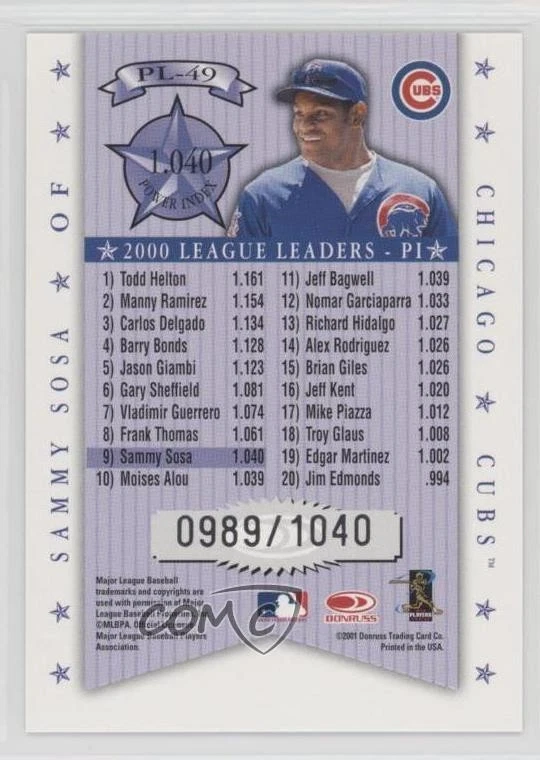 PL-49
CUBS
1.040
POWER INDEX
SAMMY SOSA OF
CHICAGO CUBS™
2000 LEAGUE LEADERS - PI
1) Todd Helton 1.161
2) Manny Ramirez 1.154
3) Carlos Delgado 1.134
4) Barry Bonds 1.128
5) Jason Giambi 1.123
6) Gary Sheffield 1.081
7) Vladimir Guerrero 1.074
8) Frank Thomas 1.061
9) Sammy Sosa 1.040
10) Moises Alou 1.039
11) Jeff Bagwell 1.039
12) Nomar Garciaparra 1.033
13) Richard Hidalgo 1.027
14) Alex Rodriguez 1.026
15) Brian Giles 1.026
16) Jeff Kent 1.020
17) Mike Piazza 1.012
18) Troy Glaus 1.008
19) Edgar Martinez 1.002
20) Jim Edmonds .994
0989/1040
Major League Baseball
trademarks and copyrights are
used with permission of Major
League Baseball Properties, Inc.
©MLBPA. Official Licensee
Major League Baseball Players
Association.
COMC
DONRUSS
PLAYERS
©2001 Donruss Trading Card Co.
Printed in the USA.